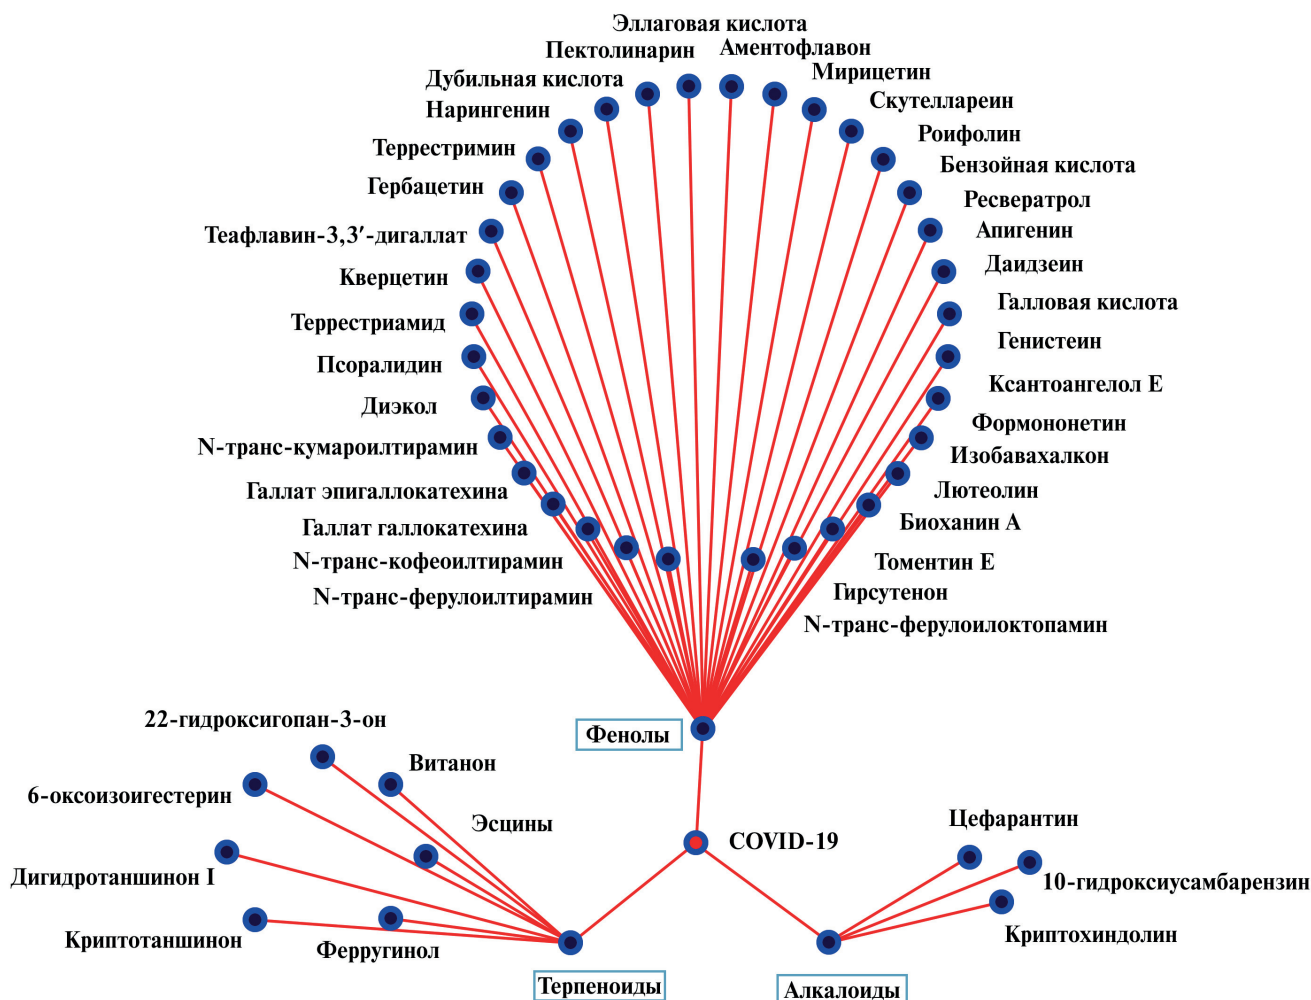 Эллаговая кислота
Пектолинарин
Аментофлавон
Дубильная кислота
Мирицетин
Нарингенин
Скутеллареин
Террестримин
Роифолин
Гербацетин
Бензойная кислота
Ресвератрол
Теафлавин-3,3′-дигаллат
Апигенин
Кверцетин
Даидзеин
Террестриамид
Галловая кислота
Псоралидин
Генистеин
Диэкол
Ксантоангелол Е
N-транс-кумароилтирамин
Формононетин
Изобавахалкон
Галлат эпигаллокатехина
Лютеолин
Галлат галлокатехина
Биоханин А
N-транс-кофеоилтирамин
Томентин Е
N-транс-ферулоилтирамин
Гирсутенон
N-транс-ферулоилоктопамин
Фенолы
22-гидроксигопан-3-он
Витанон
6-оксоизоигестерин
Эсцины
COVID-19
Цефарантин
Дигидротаншинон I
10-гидроксиусамбарензин
Криптотаншинон
Ферругинол
Криптохиндолин
Терпеноиды
Алкалоиды